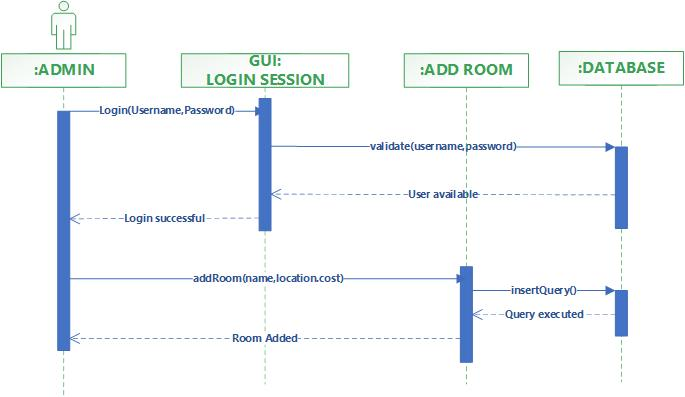 :ADMIN
GUI:
LOGIN SESSION
:ADD ROOM
:DATABASE
Login(Username,Password)
validate(username,password)
User available
Login successful
addRoom(name,location.cost)
insertQuery()
Query executed
Room Added